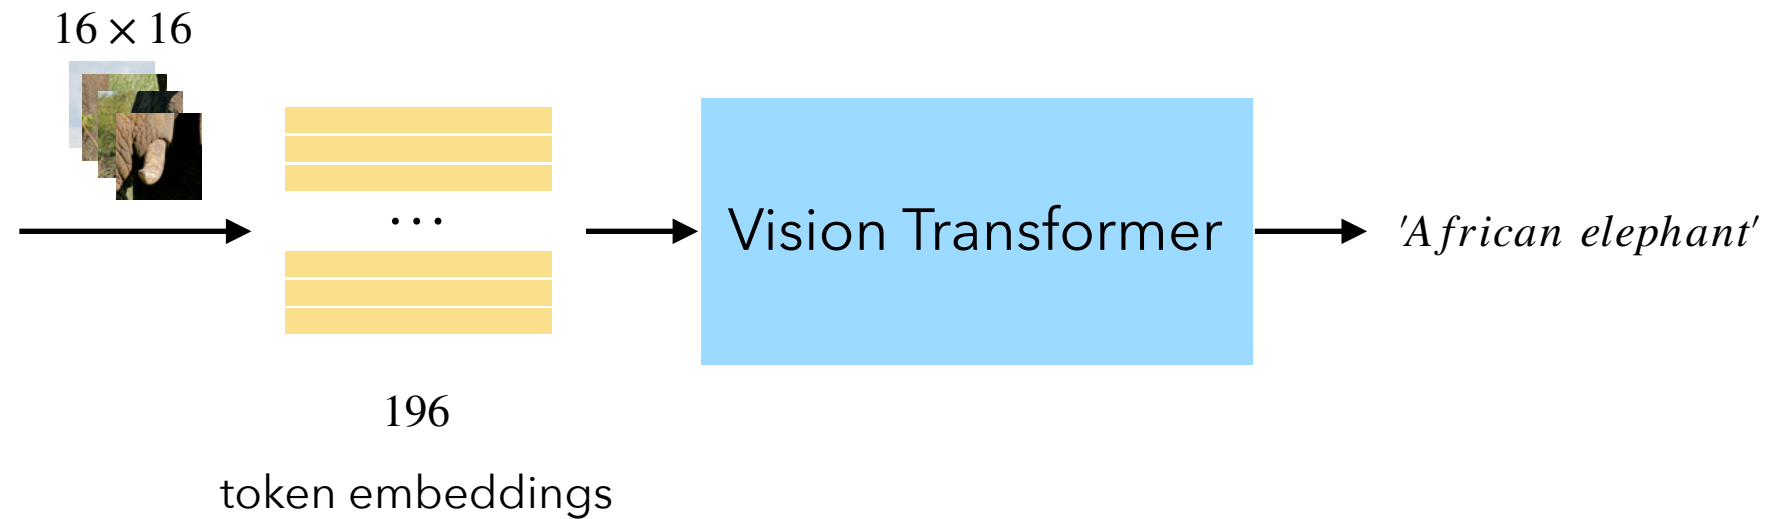 16 × 16
...
Vision Transformer
'African elephant'
196
token embeddings